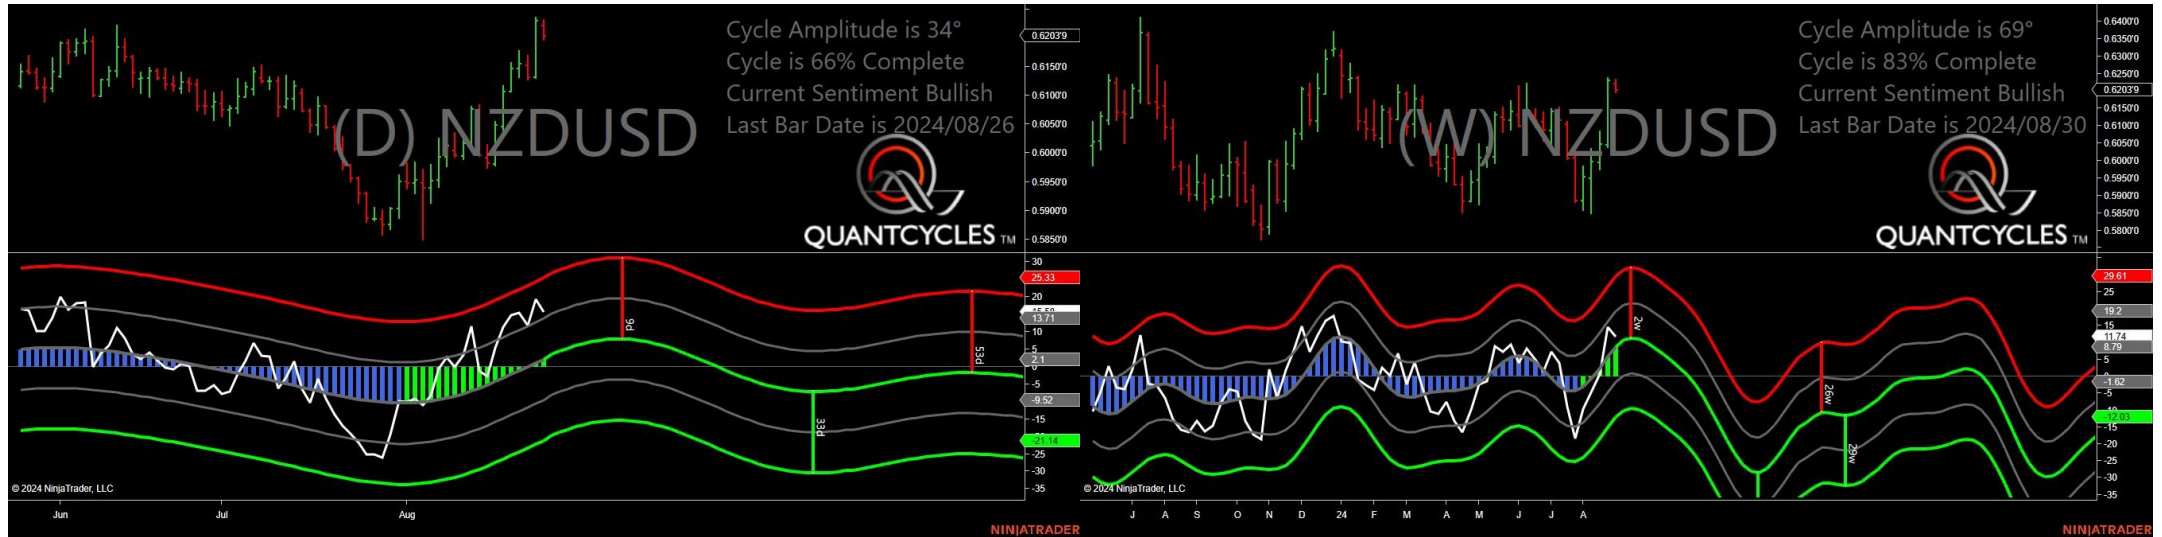 Cycle Amplitude is 34°
Cycle is 66% Complete
Current Sentiment Bullish
Last Bar Date is 2024/08/26
(D) NZDUSD
QUANTCYCLES TM
0.6203'9
0.6150'0
0.6100'0
0.6050'0
0.6000'0
0.5950'0
0.5900'0
0.5850'0
30
25.33
20
13.71
10
5
2.1
0
-5
-9.52
-15
-21.14
-25
-30
-35
9d
33d
53d
© 2024 NinjaTrader, LLC
Jun Jul Aug
NINJATRADER
Cycle Amplitude is 69°
Cycle is 83% Complete
Current Sentiment Bullish
Last Bar Date is 2024/08/30
(W) NZDUSD
QUANTCYCLES TM
0.6400'0
0.6350'0
0.6300'0
0.6250'0
0.6203'9
0.6150'0
0.6100'0
0.6050'0
0.6000'0
0.5950'0
0.5900'0
0.5850'0
0.5800'0
29.61
25
19.2
15
11.74
8.79
5
-1.62
-5
-12.03
-15
-20
-25
-30
-35
2w
26w
29w
© 2024 NinjaTrader, LLC
J A S O N D 24 F M A M J J A
NINJATRADER